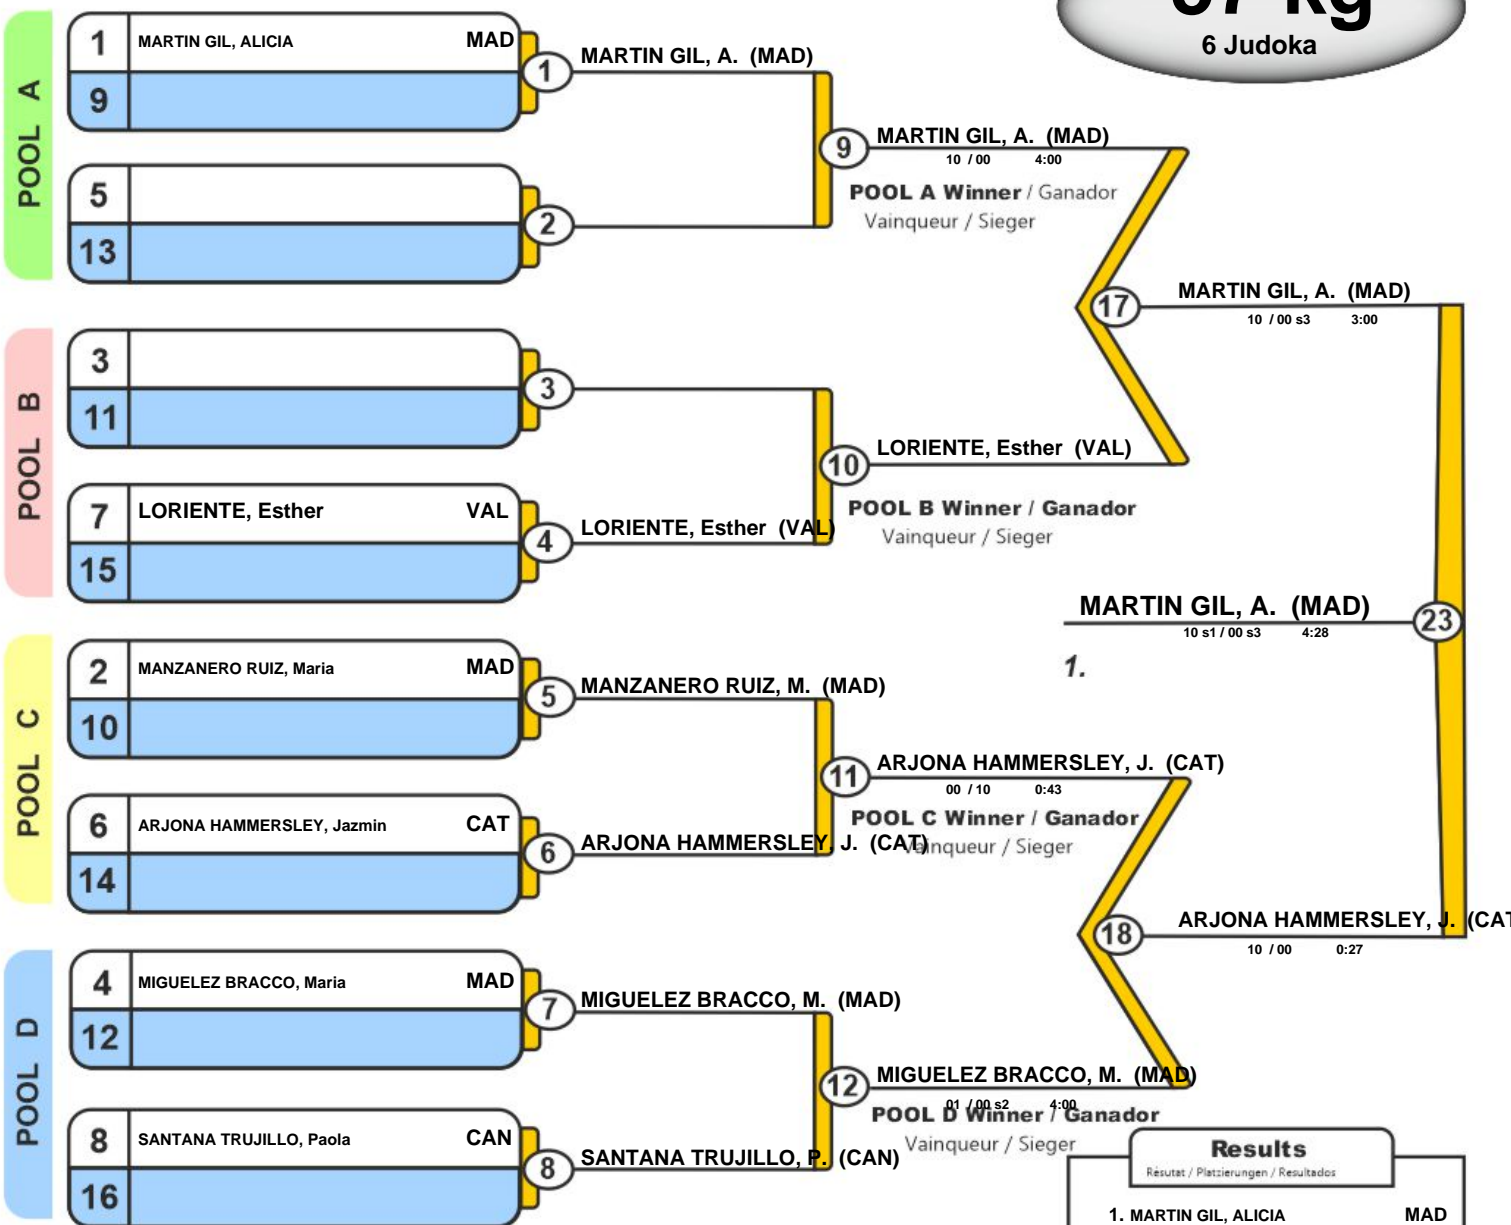 6 Judoka
POOL A
1 MARTIN GIL, ALICIA MAD
9
1
MARTIN GIL, A. (MAD)
5
13
2
9
MARTIN GIL, A. (MAD)
10 / 00 4:00
POOL A Winner / Ganador
Vainqueur / Sieger
17
MARTIN GIL, A. (MAD)
10 / 00 s3 3:00
POOL B
3
11
3
7 LORIENTE, Esther VAL
15
4
LORIENTE, Esther (VAL)
10
LORIENTE, Esther (VAL)
POOL B Winner / Ganador
Vainqueur / Sieger
MARTIN GIL, A. (MAD)
10 s1 / 00 s3 4:28
23
1.
POOL C
2 MANZANERO RUIZ, Maria MAD
10
5
MANZANERO RUIZ, M. (MAD)
6 ARJONA HAMMERSLEY, Jazmin CAT
14
6
ARJONA HAMMERSLEY, J. (CAT)
11
ARJONA HAMMERSLEY, J. (CAT)
00 / 10 0:43
POOL C Winner / Ganador
Vainqueur / Sieger
18
ARJONA HAMMERSLEY, J. (CAT
10 / 00 0:27
POOL D
4 MIGUELEZ BRACCO, Maria MAD
12
7
MIGUELEZ BRACCO, M. (MAD)
8 SANTANA TRUJILLO, Paola CAN
16
8
SANTANA TRUJILLO, P. (CAN)
12
MIGUELEZ BRACCO, M. (MAD)
01 / 00 s2 4:00
POOL D Winner / Ganador
Vainqueur / Sieger
Results
Résutat / Platzierungen / Resultados
1. MARTIN GIL, ALICIA MAD